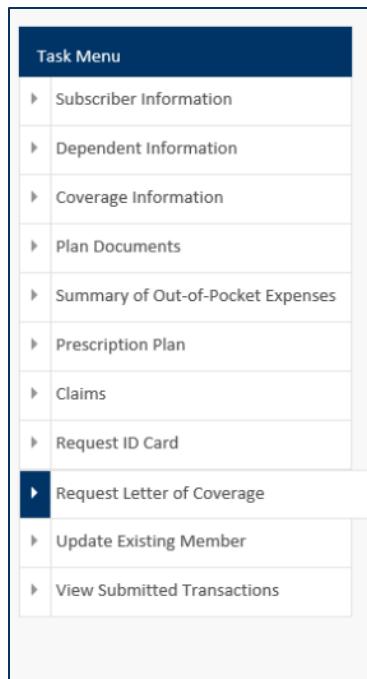 Task Menu
Subscriber Information
Dependent Information
Coverage Information
Plan Documents
Summary of Out-of-Pocket Expenses
Prescription Plan
Claims
Request ID Card
Request Letter of Coverage
Update Existing Member
View Submitted Transactions